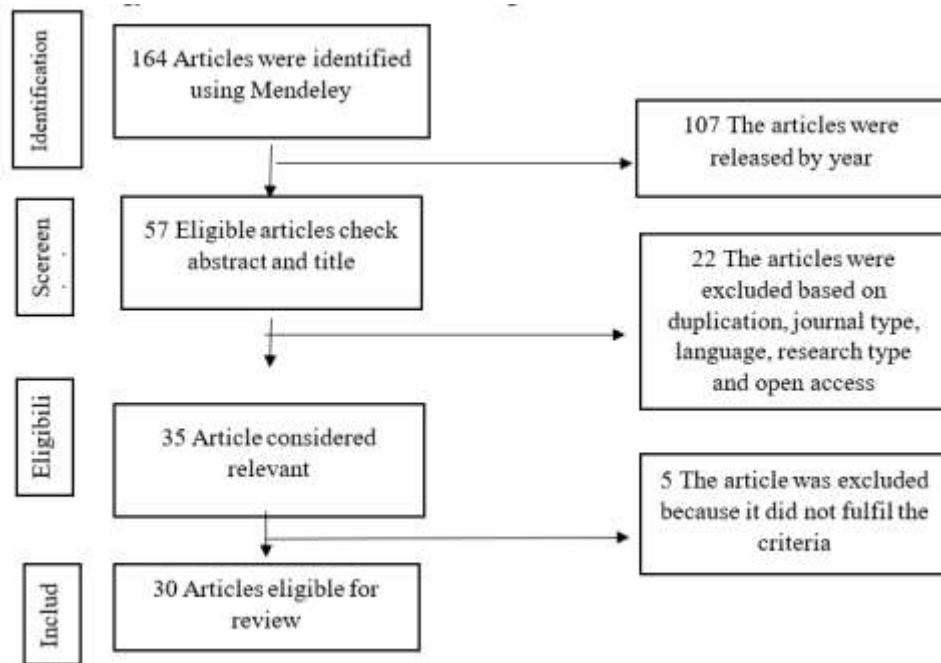 Identification
164 Articles were identified
using Mendeley
107 The articles were
released by year
Scereen
57 Eligible articles check
abstract and title
22 The articles were
excluded based on
duplication, journal type,
language, research type
and open access
Eligibili
35 Article considered
relevant
5 The article was excluded
because it did not fulfil the
criteria
Includ
30 Articles eligible for
review